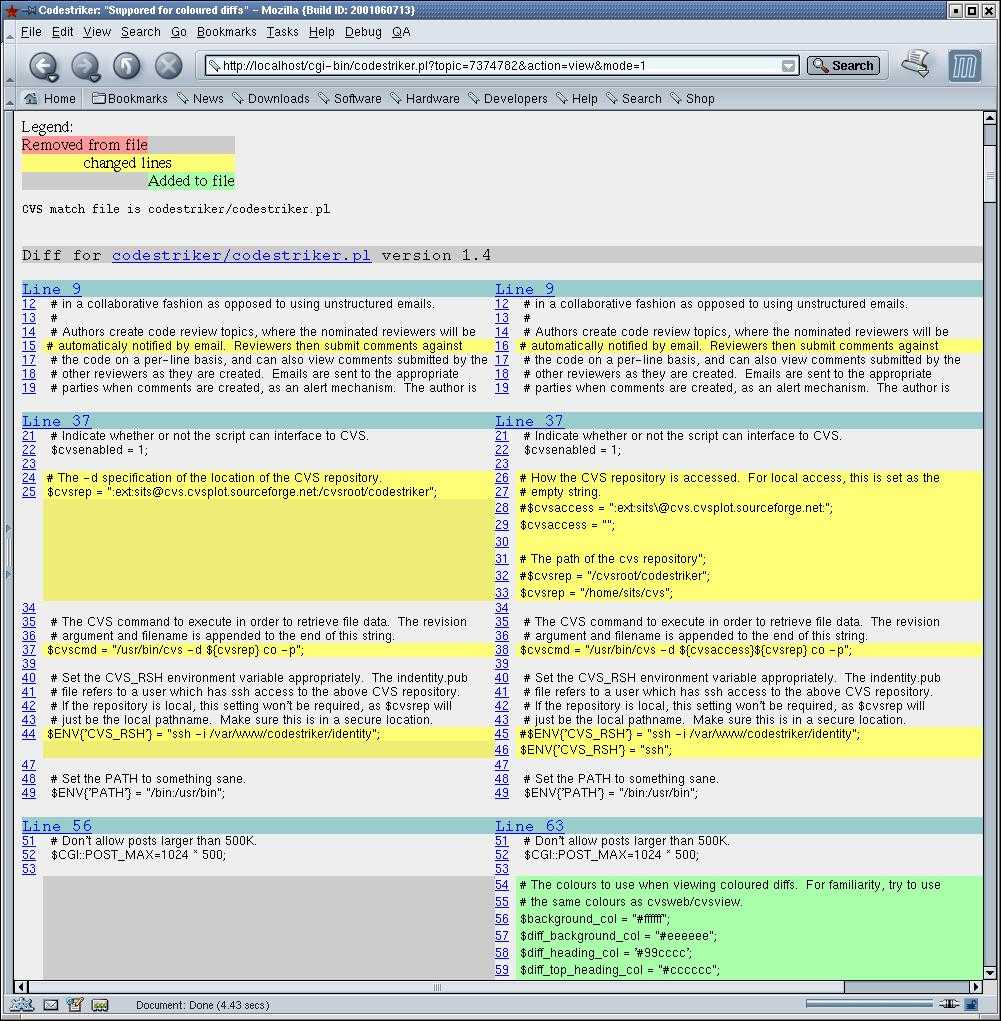 Codestriker: "Suppored for coloured diffs" – Mozilla {Build ID: 2001060713}
File Edit View Search Go Bookmarks Tasks Help Debug QA
http://localhost/cgi-bin/codestriker.pl?topic=7374782&action=view&mode=1 Search
Home Bookmarks News Downloads Software Hardware Developers Help Search Shop
Legend:
Removed from file
changed lines
Added to file
CVS match file is codestriker/codestriker.pl
Diff for codestriker/codestriker.pl version 1.4
Line 9 Line 9
12 # in a collaborative fashion as opposed to using unstructured emails. 12 # in a collaborative fashion as opposed to using unstructured emails.
13 # 13 #
14 # Authors create code review topics, where the nominated reviewers will be 14 # Authors create code review topics, where the nominated reviewers will be
15 # automaticaly notified by email. Reviewers then submit comments against 16 # automatically notified by email. Reviewers then submit comments against
17 # the code on a per-line basis, and can also view comments submitted by the 17 # the code on a per-line basis, and can also view comments submitted by the
18 # other reviewers as they are created. Emails are sent to the appropriate 18 # other reviewers as they are created. Emails are sent to the appropriate
19 # parties when comments are created, as an alert mechanism. The author is 19 # parties when comments are created, as an alert mechanism. The author is
Line 37 Line 37
21 # Indicate whether or not the script can interface to CVS. 21 # Indicate whether or not the script can interface to CVS.
22 $cvsenabled = 1; 22 $cvsenabled = 1;
23 23
24 # The -d specification of the location of the CVS repository. 26 # How the CVS repository is accessed. For local access, this is set as the
25 $cvsrep = ":ext:sits@cvs.cvsplot.sourceforge.net:/cvsroot/codestriker"; 27 # empty string.
28 #$cvsaccess = ":ext:sits\@cvs.cvsplot.sourceforge.net:";
29 $cvsaccess = "";
30
31 # The path of the cvs repository";
32 #$cvsrep = "/cvsroot/codestriker";
33 $cvsrep = "/home/sits/cvs";
34 34
35 # The CVS command to execute in order to retrieve file data. The revision 35 # The CVS command to execute in order to retrieve file data. The revision
36 # argument and filename is appended to the end of this string. 36 # argument and filename is appended to the end of this string.
37 $cvscmd = "/usr/bin/cvs -d ${cvsrep} co -p"; 38 $cvscmd = "/usr/bin/cvs -d ${cvsaccess}${cvsrep} co -p";
39 39
40 # Set the CVS_RSH environment variable appropriately. The indentity.pub 40 # Set the CVS_RSH environment variable appropriately. The indentity.pub
41 # file refers to a user which has ssh access to the above CVS repository. 41 # file refers to a user which has ssh access to the above CVS repository.
42 # If the repository is local, this setting won't be required, as $cvsrep will 42 # If the repository is local, this setting won't be required, as $cvsrep will
43 # just be the local pathname. Make sure this is in a secure location. 43 # just be the local pathname. Make sure this is in a secure location.
44 $ENV{'CVS_RSH'} = "ssh -i /var/www/codestriker/identity"; 45 #$ENV{'CVS_RSH'} = "ssh -i /var/www/codestriker/identity";
46 $ENV{'CVS_RSH'} = "ssh";
47 47
48 # Set the PATH to something sane. 48 # Set the PATH to something sane.
49 $ENV{'PATH'} = "/bin:/usr/bin"; 49 $ENV{'PATH'} = "/bin:/usr/bin";
Line 56 Line 63
51 # Don't allow posts larger than 500K. 51 # Don't allow posts larger than 500K.
52 $CGI::POST_MAX=1024 * 500; 52 $CGI::POST_MAX=1024 * 500;
53 53
54 # The colours to use when viewing coloured diffs. For familiarity, try to use
55 # the same colours as cvsweb/cvsview.
56 $background_col = "#ffffff";
57 $diff_background_col = "#eeeeee";
58 $diff_heading_col = '#99cccc';
59 $diff_top_heading_col = "#cccccc";
Document: Done (4.43 secs)